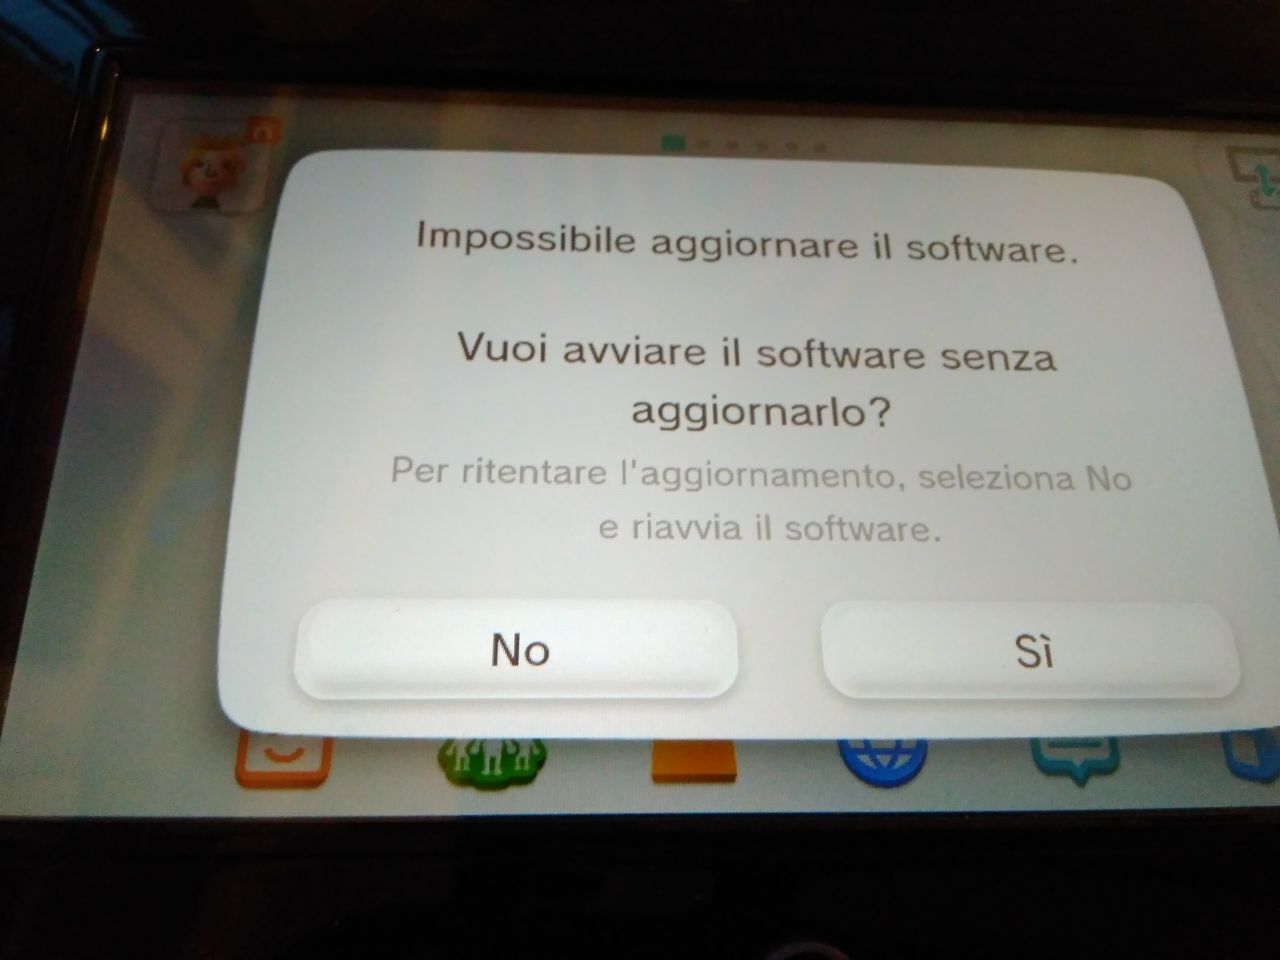 Impossibile aggiornare il software.
Vuoi avviare il software senza
aggiornarlo?
Per ritentare l'aggiornamento, seleziona No
e riavvia il software.
No
Sì